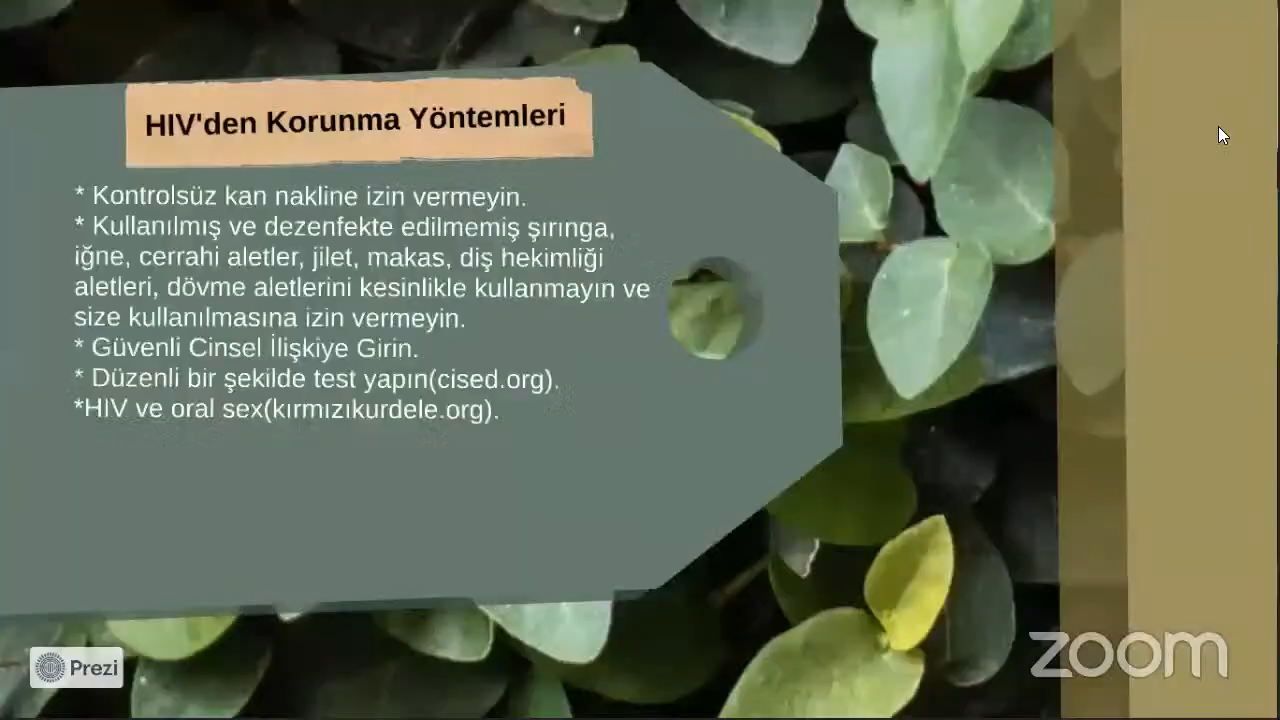 HIV'den Korunma Yöntemleri
* Kontrolsüz kan nakline izin vermeyin.
* Kullanılmış ve dezenfekte edilmemiş şırınga,
iğne, cerrahi aletler, jilet, makas, diş hekimliği
aletleri, dövme aletlerini kesinlikle kullanmayın ve
size kullanılmasına izin vermeyin.
* Güvenli Cinsel İlişkiye Girin.
* Düzenli bir şekilde test yapın(cised.org).
*HIV ve oral sex(kırmızıkurdele.org).
Prezi
zoom